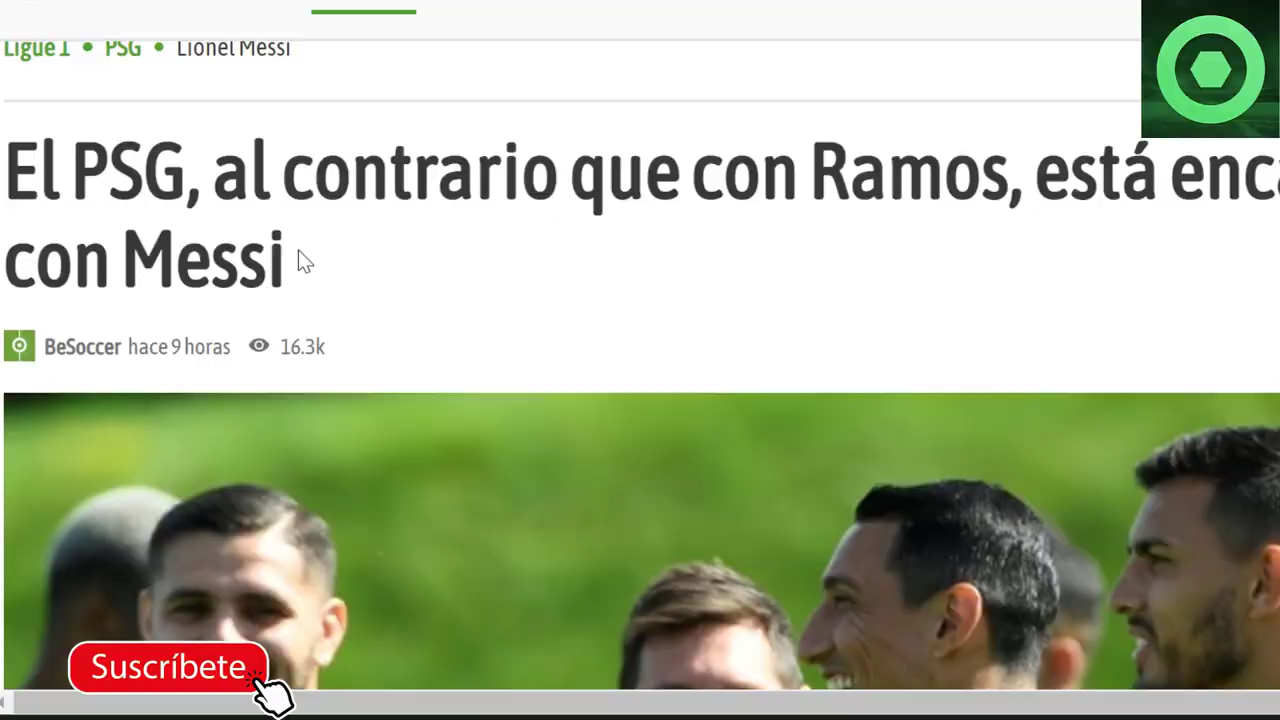 Ligue 1 • PSG • Lionel Messi
El PSG, al contrario que con Ramos, está
con Messi
BeSoccer hace 9 horas 16.3k
Suscríbete